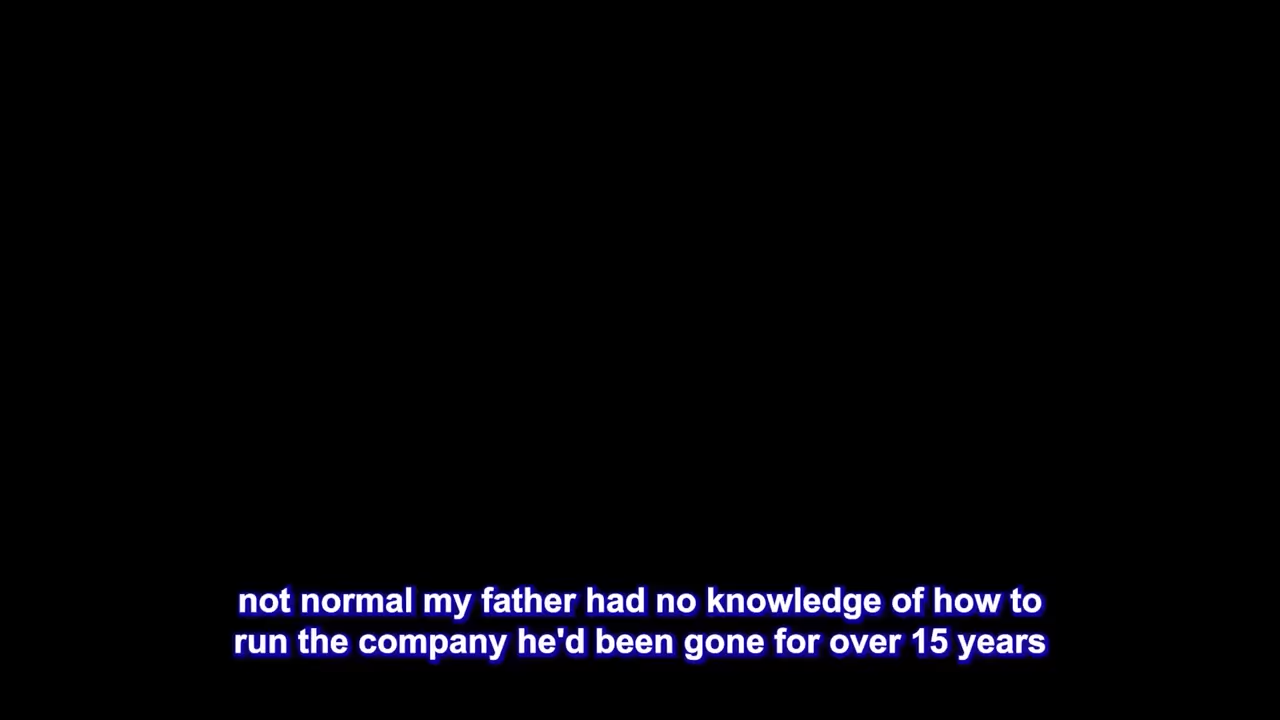 not normal my father had no knowledge of how to
run the company he'd been gone for over 15 years